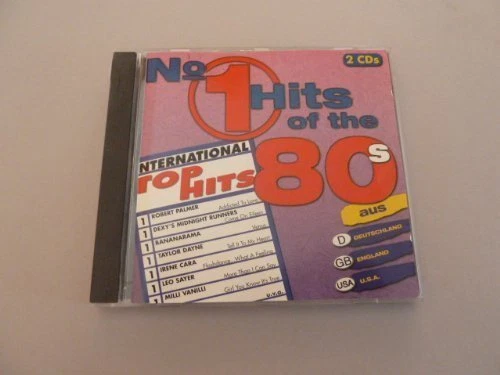 2 CDs
No 1 Hits
of the
80s
aus
D DEUTSCHLAND
GB ENGLAND
USA U.S.A.
INTERNATIONAL
TOP HITS
1 ROBERT PALMER Addicted To Love
1 DEXY'S MIDNIGHT RUNNERS Come On Eileen
1 BANANARAMA Venus
1 TAYLOR DAYNE Tell It To My Heart
1 IRENE CARA Flashdance... What A Feeling
1 LEO SAYER More Than I Can Say
1 MILLI VANILLI Girl You Know It's True
u.v.a.